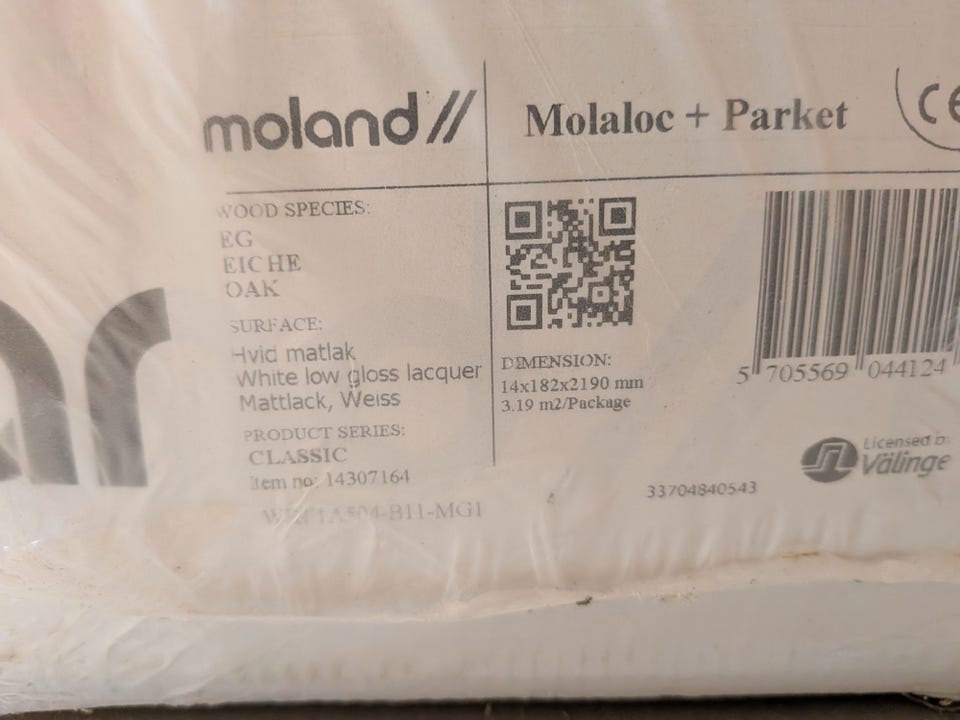 moland//
Molaloc + Parket
CE
WOOD SPECIES:
EG
EICHE
OAK
SURFACE:
Hvid matlak
White low gloss lacquer
Mattlack, Weiss
PRODUCT SERIES:
CLASSIC
Item no: 14307164
DIMENSION:
14x182x2190 mm
3.19 m2/Package
5 705569 044124
Licensed by
Välinge
33704840543